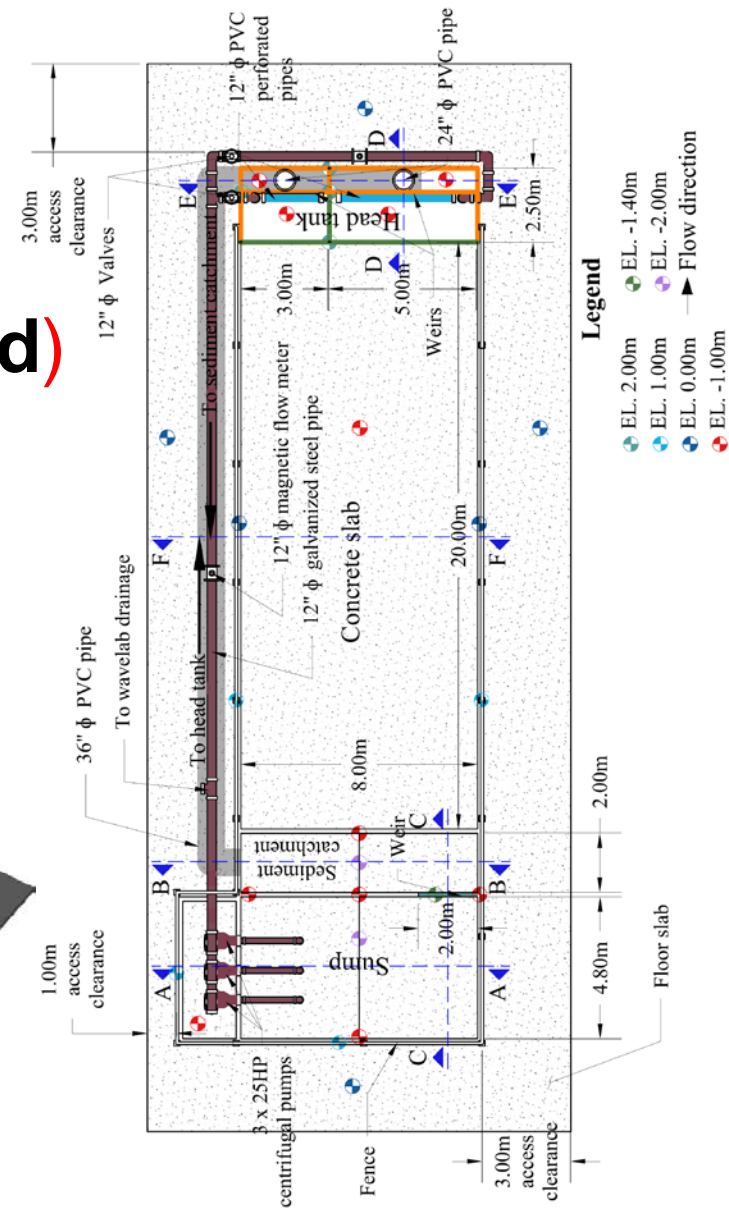 d)
3.00m
access
clearance
12" ϕ PVC
perforated
pipes
24" ϕ PVC pipe
12" ϕ Valves
D
D
E
E
Head tank
2.50m
3.00m
5.00m
Weirs
To sediment catchment
12" ϕ magnetic flow meter
12" ϕ galvanized steel pipe
Concrete slab
20.00m
F
F
36" ϕ PVC pipe
To wavelab drainage
To head tank
8.00m
2.00m
C
C
Sediment
catchment
Weir
B
B
2.00m
Sump
4.80m
1.00m
access
clearance
A
A
3 x 25HP
centrifugal pumps
Fence
Floor slab
3.00m
access
clearance
Legend
EL. 2.00m
EL. 1.00m
EL. 0.00m
EL. -1.00m
EL. -1.40m
EL. -2.00m
Flow direction